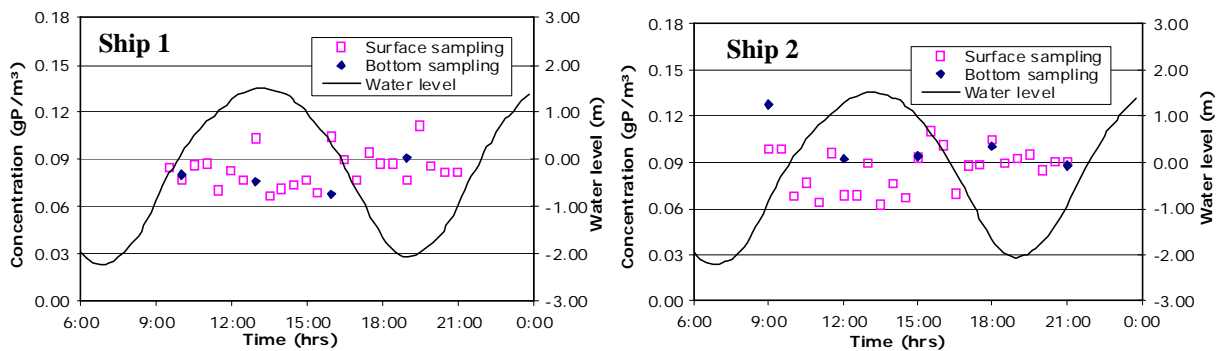 Ship 1
Surface sampling
Bottom sampling
Water level
Concentration (gP/m³)
0.18
0.15
0.12
0.09
0.06
0.03
0.00
3.00
2.00
1.00
0.00
-1.00
-2.00
-3.00
Water level (m)
6:00 9:00 12:00 15:00 18:00 21:00 0:00
Time (hrs)
Ship 2
Surface sampling
Bottom sampling
Water level
Concentration (gP/m³)
0.18
0.15
0.12
0.09
0.06
0.03
0.00
3.00
2.00
1.00
0.00
-1.00
-2.00
-3.00
Water level (m)
6:00 9:00 12:00 15:00 18:00 21:00 0:00
Time (hrs)